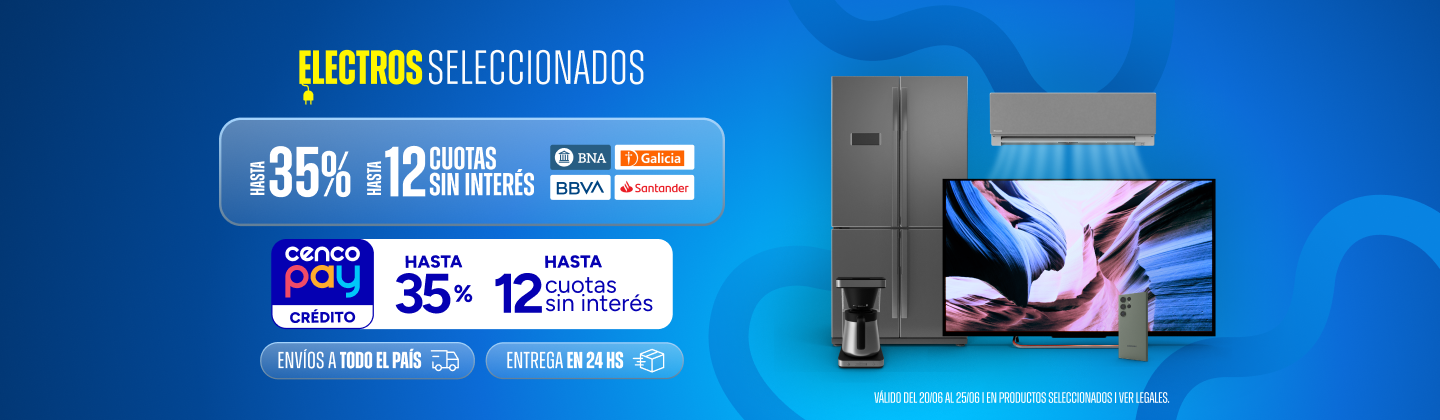 ELECTROS SELECCIONADOS
HASTA 35% HASTA 12 CUOTAS SIN INTERÉS
BNA Galicia
BBVA Santander
cenco pay
CRÉDITO
HASTA 35%
HASTA 12 cuotas sin interés
ENVÍOS A TODO EL PAÍS
ENTREGA EN 24 HS
VÁLIDO DEL 20/06 AL 25/06 | EN PRODUCTOS SELECCIONADOS | VER LEGALES.